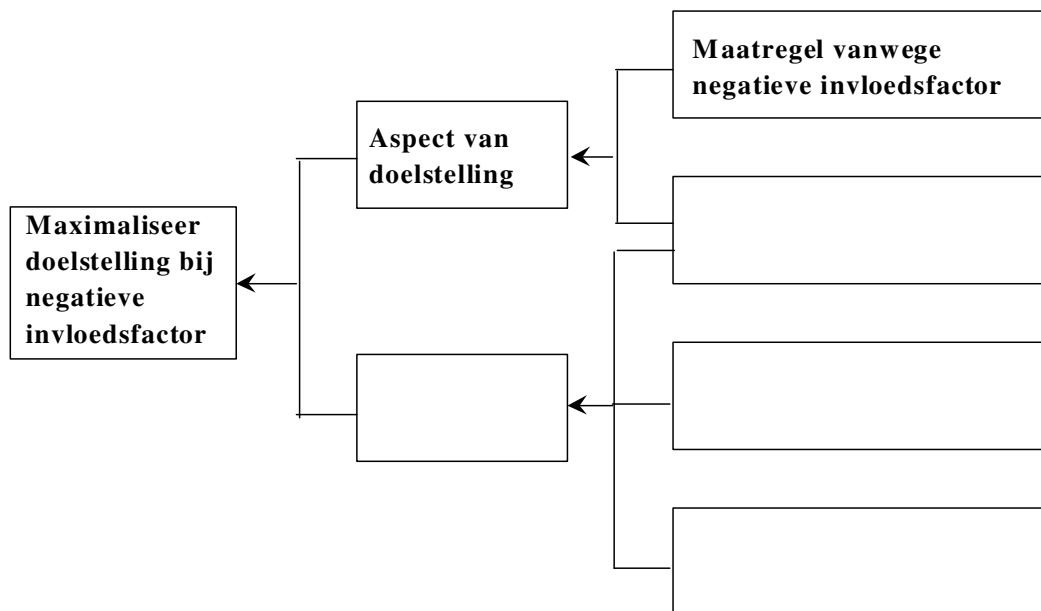 Maatregel vanwege
negatieve invloedsfactor
Aspect van
doelstelling
Maximaliseer
doelstelling bij
negatieve
invloedsfactor